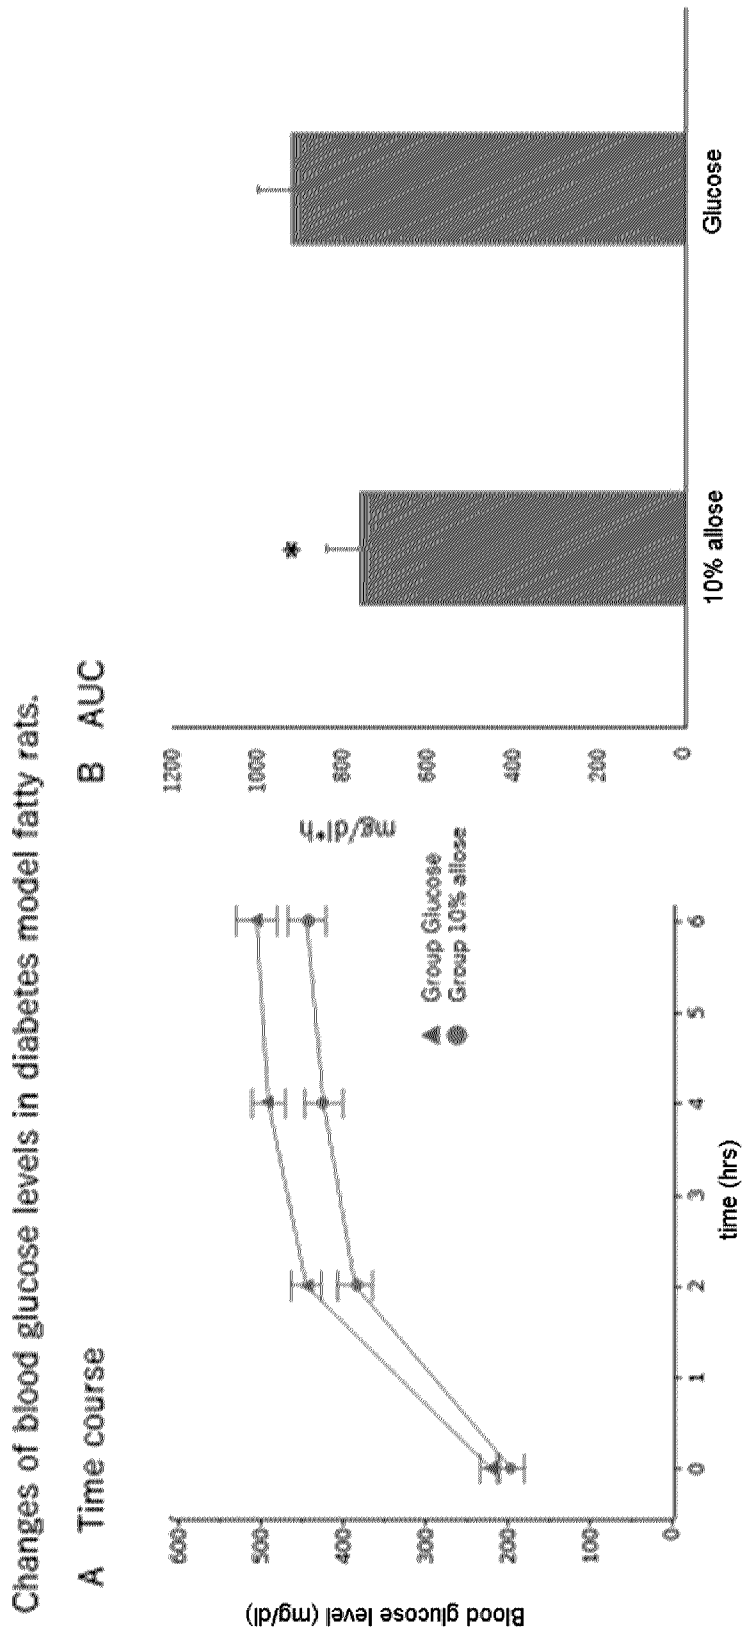 Changes of blood glucose levels in diabetes model fatty rats.
A Time course
Blood glucose level (mg/dl)
600
500
400
300
200
100
0
0 1 2 3 4 5 6
time (hrs)
Group Glucose
Group 10% allose
B AUC
mg/dl*h
1200
1000
800
600
400
200
0
*
10% allose
Glucose